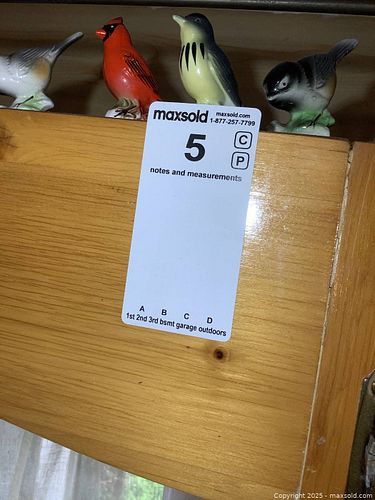 maxsold
maxsold.com
1-877-257-7799
5
C
P
notes and measurements
A B C D
1st 2nd 3rd bsmt garage outdoors
Copyright 2025 - maxsold.com